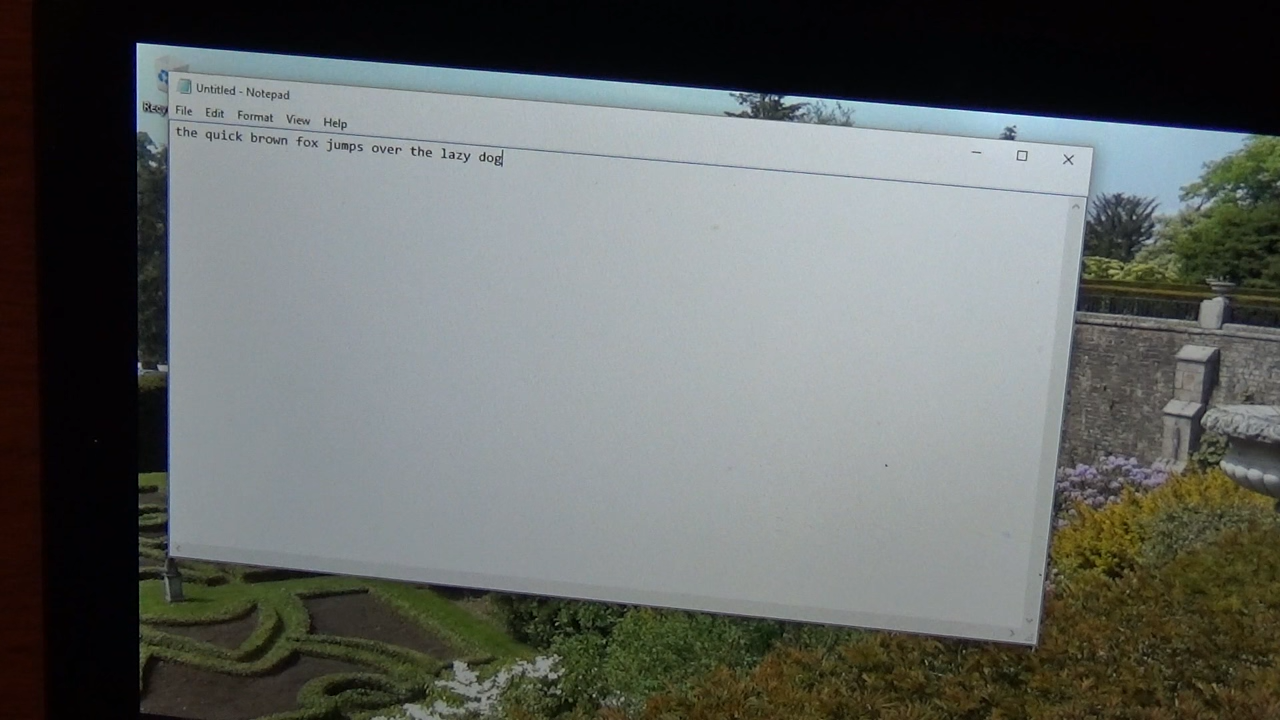 Untitled - Notepad
File Edit Format View Help
the quick brown fox jumps over the lazy dog